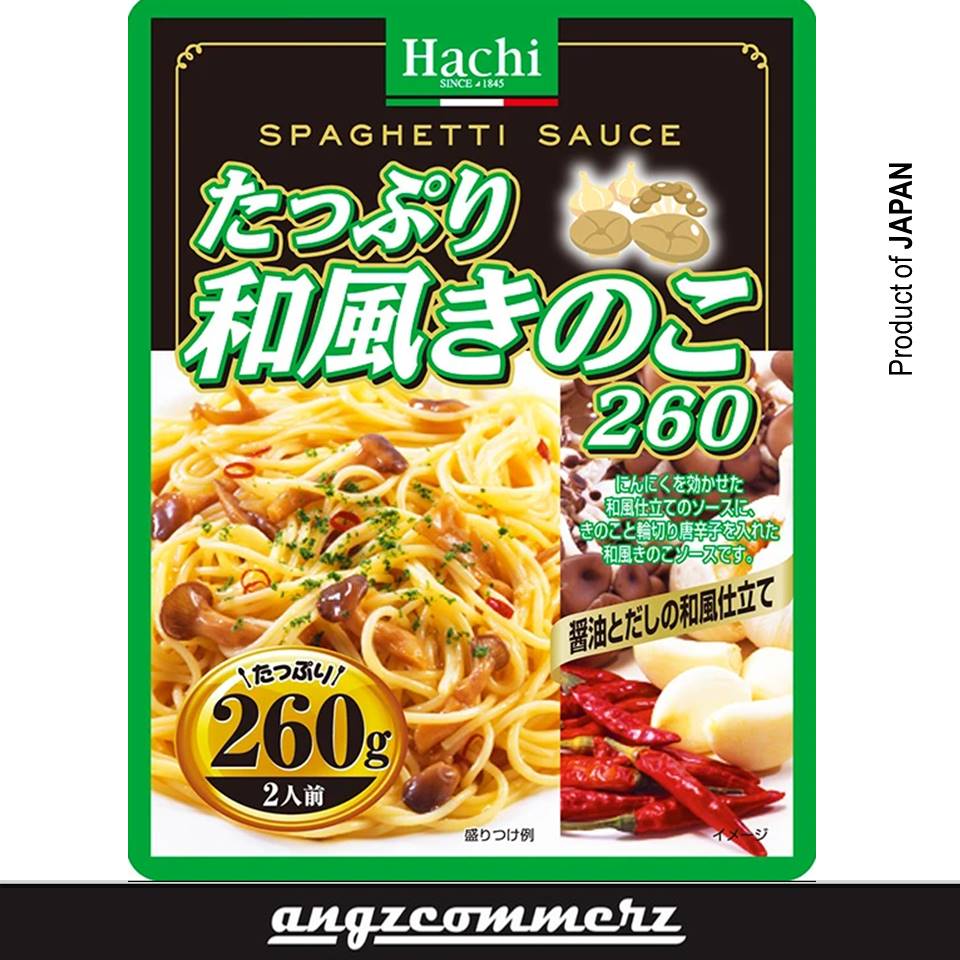 Hachi
SINCE 1845
SPAGHETTI SAUCE
たっぷり
和風きのこ
260
にんにくを効かせた
和風仕立てのソースに、
きのこと輪切り唐辛子を入れた
和風きのこソースです。
醤油とだしの和風仕立て
たっぷり
260g
2人前
盛りつけ例
イメージ
Product of JAPAN
angzcommerz